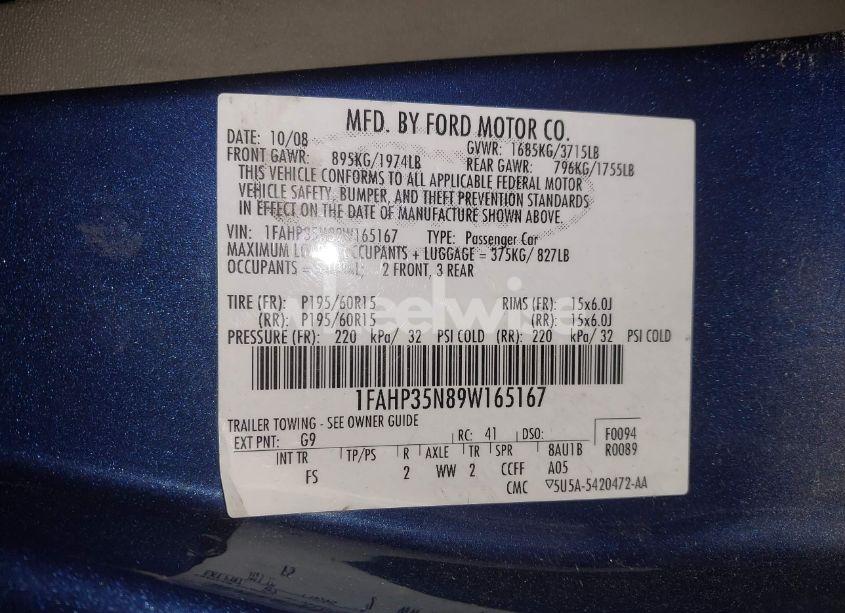 MFD. BY FORD MOTOR CO.
DATE: 10/08 GVWR: 1685KG/3715LB
FRONT GAWR: 895KG/1974LB REAR GAWR: 796KG/1755LB
THIS VEHICLE CONFORMS TO ALL APPLICABLE FEDERAL MOTOR
VEHICLE SAFETY, BUMPER, AND THEFT PREVENTION STANDARDS
IN EFFECT ON THE DATE OF MANUFACTURE SHOWN ABOVE.
VIN: 1FAHP35N89W165167 TYPE: Passenger Car
MAXIMUM OCCUPANTS + LUGGAGE = 375KG/ 827LB
OCCUPANTS = 2 FRONT, 3 REAR
wheelwise
TIRE (FR): P195/60R15 RIMS (FR): 15x6.0J
(RR): P195/60R15 (RR): 15x6.0J
PRESSURE (FR): 220 kPa/ 32 PSI COLD (RR): 220 kPa/ 32 PSI COLD
1FAHP35N89W165167
TRAILER TOWING - SEE OWNER GUIDE
EXT PNT: G9 RC: 41 DSO: F0094
INT TR TP/PS R AXLE TR SPR 8AU1B R0089
FS 2 WW 2 CCFF A05
CMC ▽5U5A-5420472-AA